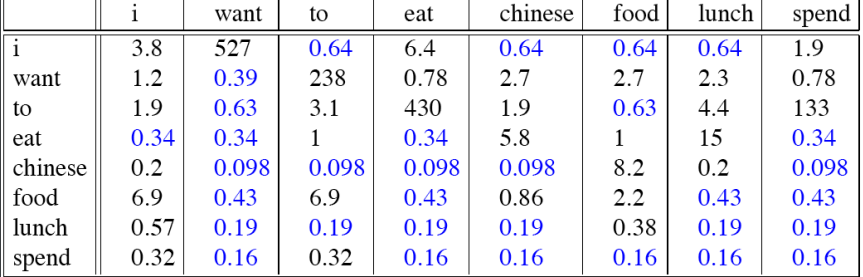 i want to eat chinese food lunch spend
i 3.8 527 0.64 6.4 0.64 0.64 0.64 1.9
want 1.2 0.39 238 0.78 2.7 2.7 2.3 0.78
to 1.9 0.63 3.1 430 1.9 0.63 4.4 133
eat 0.34 0.34 1 0.34 5.8 1 15 0.34
chinese 0.2 0.098 0.098 0.098 0.098 8.2 0.2 0.098
food 6.9 0.43 6.9 0.43 0.86 2.2 0.43 0.43
lunch 0.57 0.19 0.19 0.19 0.19 0.38 0.19 0.19
spend 0.32 0.16 0.32 0.16 0.16 0.16 0.16 0.16